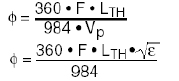 ϕ = 360 • F • L_TH / 984 • V_p
ϕ = 360 • F • L_TH • √ε / 984